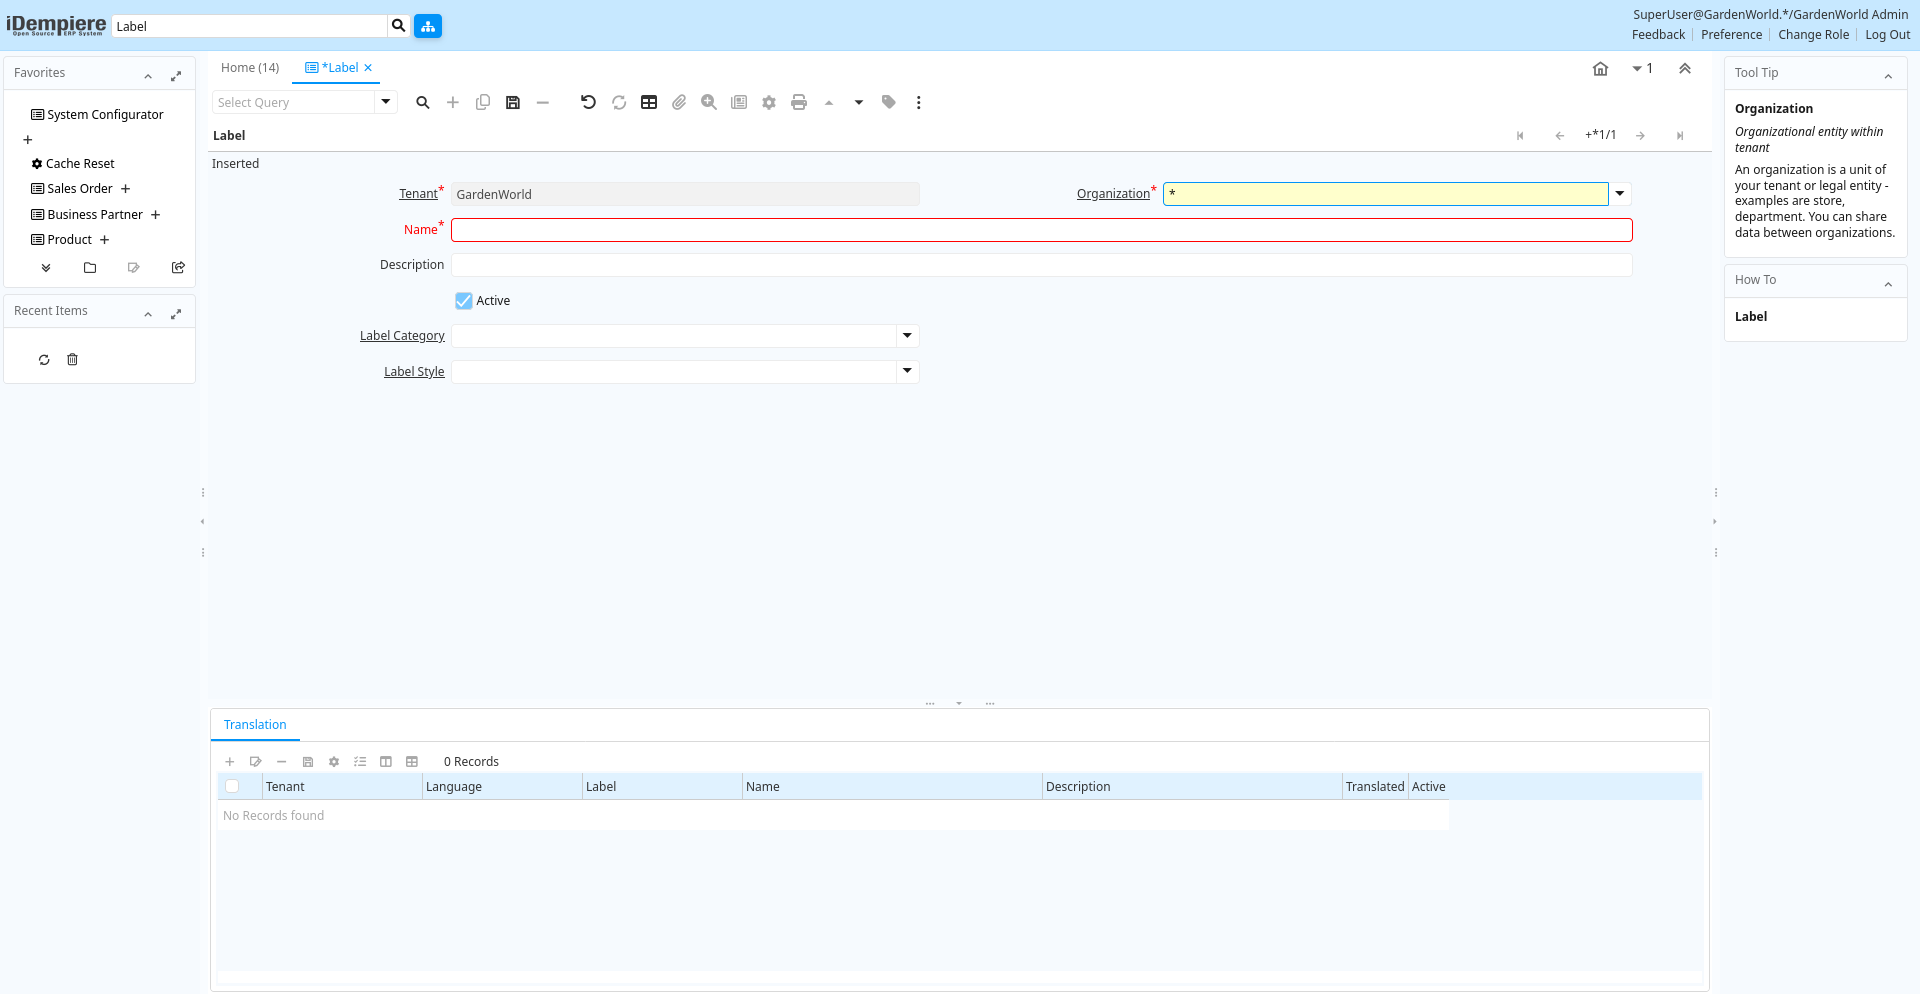 iDempiere
Open Source ERP System
Label
SuperUser@GardenWorld.*/GardenWorld Admin
Feedback
Preference
Change Role
Log Out
Favorites
System Configurator
Cache Reset
Sales Order
Business Partner
Product
Recent Items
Home (14)
*Label
1
Select Query
Label
+*1/1
Inserted
Tenant*
GardenWorld
Organization*
*
Name*
Description
Active
Label Category
Label Style
Translation
0 Records
Tenant Language Label Name Description Translated Active
No Records found
Tool Tip
Organization
Organizational entity within
tenant
An organization is a unit of
your tenant or legal entity -
examples are store,
department. You can share
data between organizations.
How To
Label